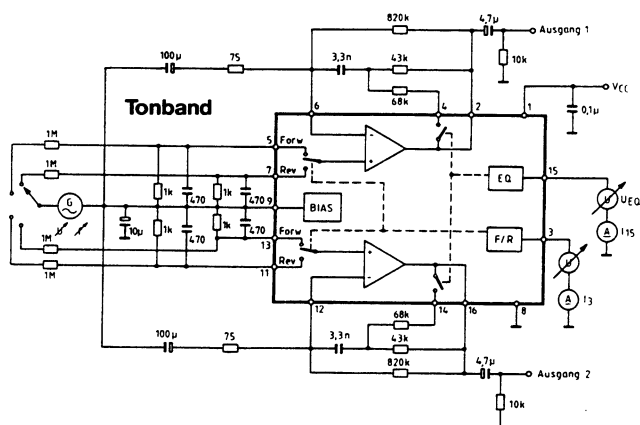 820k
4,7µ
Ausgang 1
100µ
75
3,3n
43k
10k
68k
V_CC
Tonband
6
4
2
1
0,1µ
1M
5
Forw
1M
7
Rev
15
EQ
1k
470
1k
470
9
BIAS
U
U_EQ
G
U
f
10µ
1k
470
1k
470
Forw
13
F/R
3
A
I15
1M
Rev
U
1M
11
A
I3
12
14
16
8
68k
100µ
75
3,3n
43k
4,7µ
820k
Ausgang 2
10k